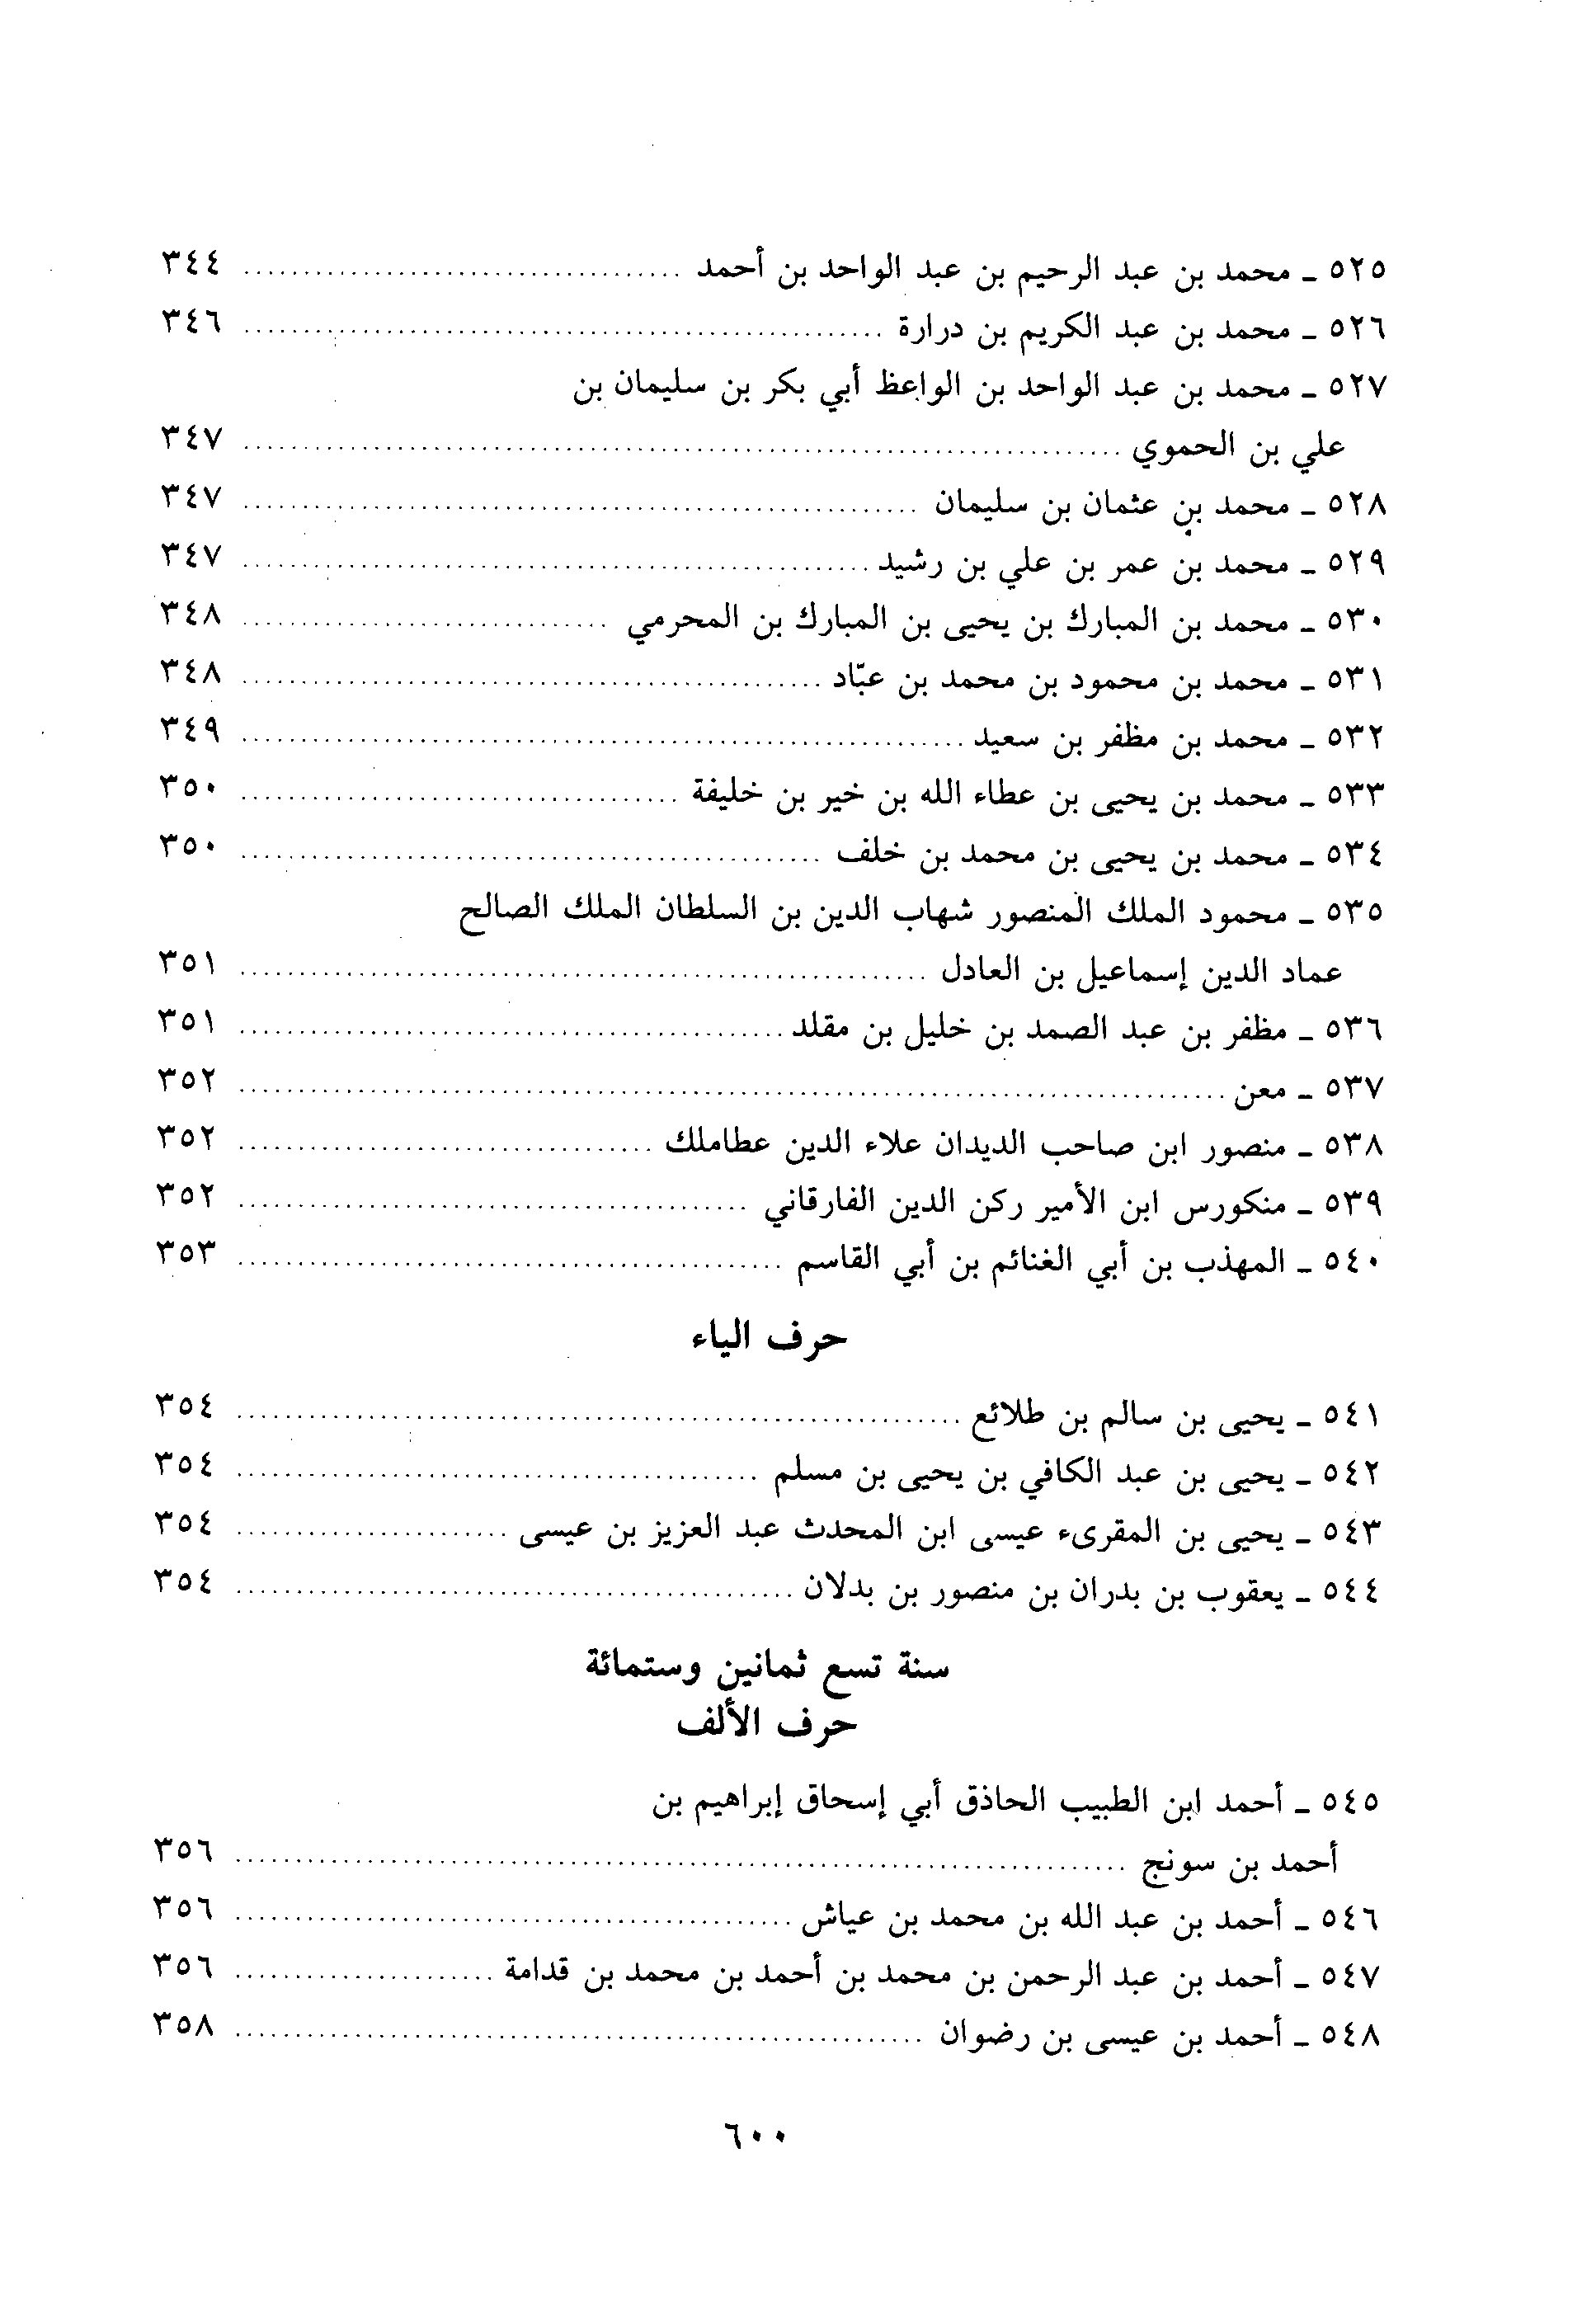 ٥٢٥ - محمد بن عبد الرحيم بن عبد الواحد بن أحمد ........ ٣٤٤
٥٢٦ - محمد بن عبد الكريم بن درارة ........ ٣٤٦
٥٢٧ - محمد بن عبد الواحد بن الواعظ أبي بكر بن سليمان بن
علي بن الحموي ........ ٣٤٧
٥٢٨ - محمد بن عثمان بن سليمان ........ ٣٤٧
٥٢٩ - محمد بن عمر بن علي بن رشيد ........ ٣٤٧
٥٣٠ - محمد بن المبارك بن يحيى بن المبارك بن المحرمي ........ ٣٤٨
٥٣١ - محمد بن محمود بن محمد بن عبّاد ........ ٣٤٨
٥٣٢ - محمد بن مظفر بن سعيد ........ ٣٤٩
٥٣٣ - محمد بن يحيى بن عطاء الله بن خير بن خليفة ........ ٣٥٠
٥٣٤ - محمد بن يحيى بن محمد بن خلف ........ ٣٥٠
٥٣٥ - محمود الملك المنصور شهاب الدين بن السلطان الملك الصالح
عماد الدين إسماعيل بن العادل ........ ٣٥١
٥٣٦ - مظفر بن عبد الصمد بن خليل بن مقلد ........ ٣٥١
٥٣٧ - معن ........ ٣٥٢
٥٣٨ - منصور ابن صاحب الديدان علاء الدين عطاملك ........ ٣٥٢
٥٣٩ - منكورس ابن الأمير ركن الدين الفارقاني ........ ٣٥٢
٥٤٠ - المهذب بن أبي الغنائم بن أبي القاسم ........ ٣٥٣
حرف الياء
٥٤١ - يحيى بن سالم بن طلائع ........ ٣٥٤
٥٤٢ - يحيى بن عبد الكافي بن يحيى بن مسلم ........ ٣٥٤
٥٤٣ - يحيى بن المقرىء عيسى ابن المحدث عبد العزيز بن عيسى ........ ٣٥٤
٥٤٤ - يعقوب بن بدران بن منصور بن بدلان ........ ٣٥٤
سنة تسع ثمانين وستمائة
حرف الألف
٥٤٥ - أحمد ابن الطبيب الحاذق أبي إسحاق إبراهيم بن
أحمد بن سونج ........ ٣٥٦
٥٤٦ - أحمد بن عبد الله بن محمد بن عياش ........ ٣٥٦
٥٤٧ - أحمد بن عبد الرحمن بن محمد بن أحمد بن محمد بن قدامة ........ ٣٥٦
٥٤٨ - أحمد بن عيسى بن رضوان ........ ٣٥٨
٦٠٠